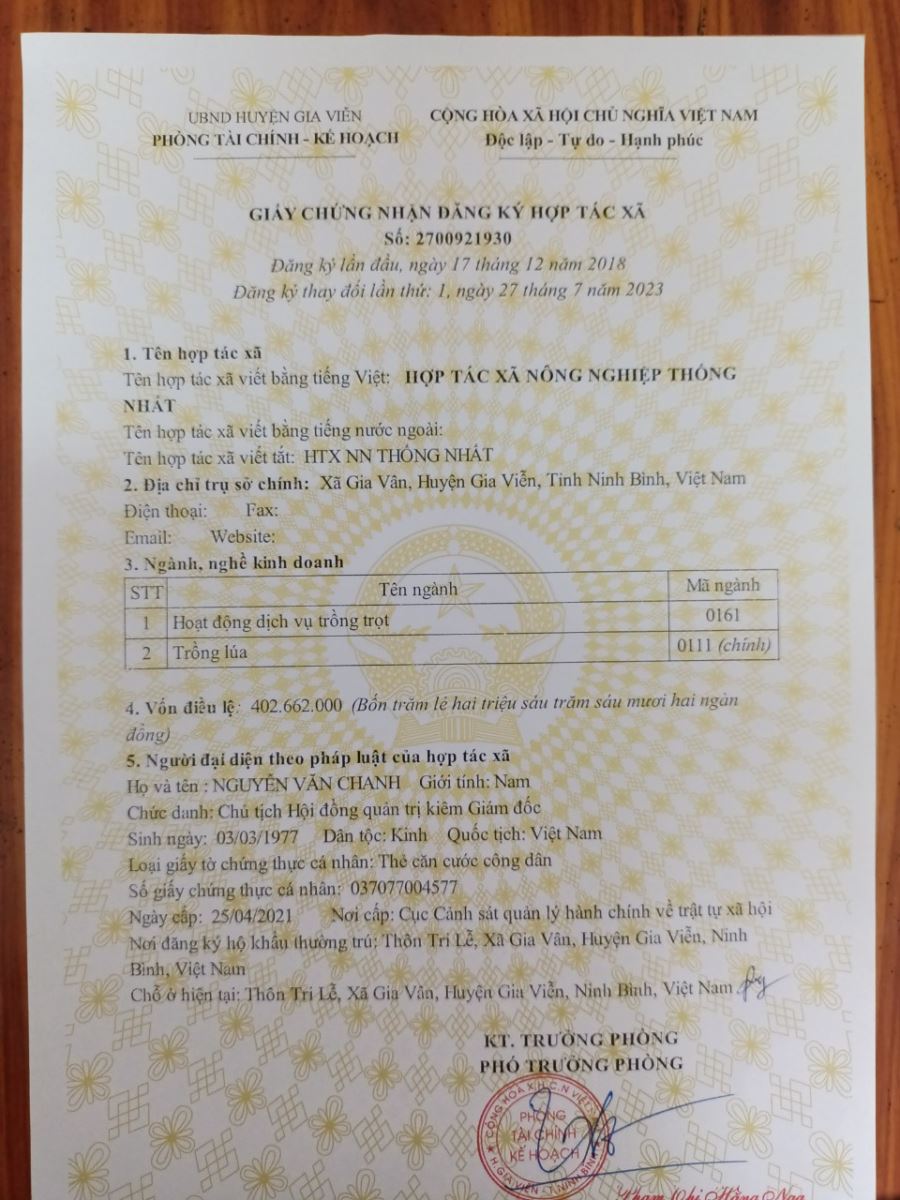 UBND HUYỆN GIA VIỄN
PHÒNG TÀI CHÍNH - KẾ HOẠCH
CỘNG HÒA XÃ HỘI CHỦ NGHĨA VIỆT NAM
Độc lập - Tự do - Hạnh phúc
GIẤY CHỨNG NHẬN ĐĂNG KÝ HỢP TÁC XÃ
Số: 2700921930
Đăng ký lần đầu, ngày 17 tháng 12 năm 2018
Đăng ký thay đổi lần thứ: 1, ngày 27 tháng 7 năm 2023
1. Tên hợp tác xã
Tên hợp tác xã viết bằng tiếng Việt: HỢP TÁC XÃ NÔNG NGHIỆP THỐNG
NHẤT
Tên hợp tác xã viết bằng tiếng nước ngoài:
Tên hợp tác xã viết tắt: HTX NN THỐNG NHẤT
2. Địa chỉ trụ sở chính: Xã Gia Vân, Huyện Gia Viễn, Tỉnh Ninh Bình, Việt Nam
Điện thoại: Fax:
Email: Website:
3. Ngành, nghề kinh doanh
STT Tên ngành Mã ngành
1 Hoạt động dịch vụ trồng trọt 0161
2 Trồng lúa 0111 (chính)
4. Vốn điều lệ: 402.662.000 (Bốn trăm lẻ hai triệu sáu trăm sáu mươi hai ngàn
đồng)
5. Người đại diện theo pháp luật của hợp tác xã
Họ và tên : NGUYỄN VĂN CHANH Giới tính: Nam
Chức danh: Chủ tịch Hội đồng quản trị kiêm Giám đốc
Sinh ngày: 03/03/1977 Dân tộc: Kinh Quốc tịch: Việt Nam
Loại giấy tờ chứng thực cá nhân: Thẻ căn cước công dân
Số giấy chứng thực cá nhân: 037077004577
Ngày cấp: 25/04/2021 Nơi cấp: Cục Cảnh sát quản lý hành chính về trật tự xã hội
Nơi đăng ký hộ khẩu thường trú: Thôn Tri Lễ, Xã Gia Vân, Huyện Gia Viễn, Ninh
Bình, Việt Nam
Chỗ ở hiện tại: Thôn Tri Lễ, Xã Gia Vân, Huyện Gia Viễn, Ninh Bình, Việt Nam
KT. TRƯỞNG PHÒNG
PHÓ TRƯỞNG PHÒNG
CỘNG HÒA X.H.C.N VIỆT
PHÒNG
TÀI CHÍNH
KẾ HOẠCH
H.GIA VIỄN - T.NINH BÌNH
Phạm Thị Hằng Nga